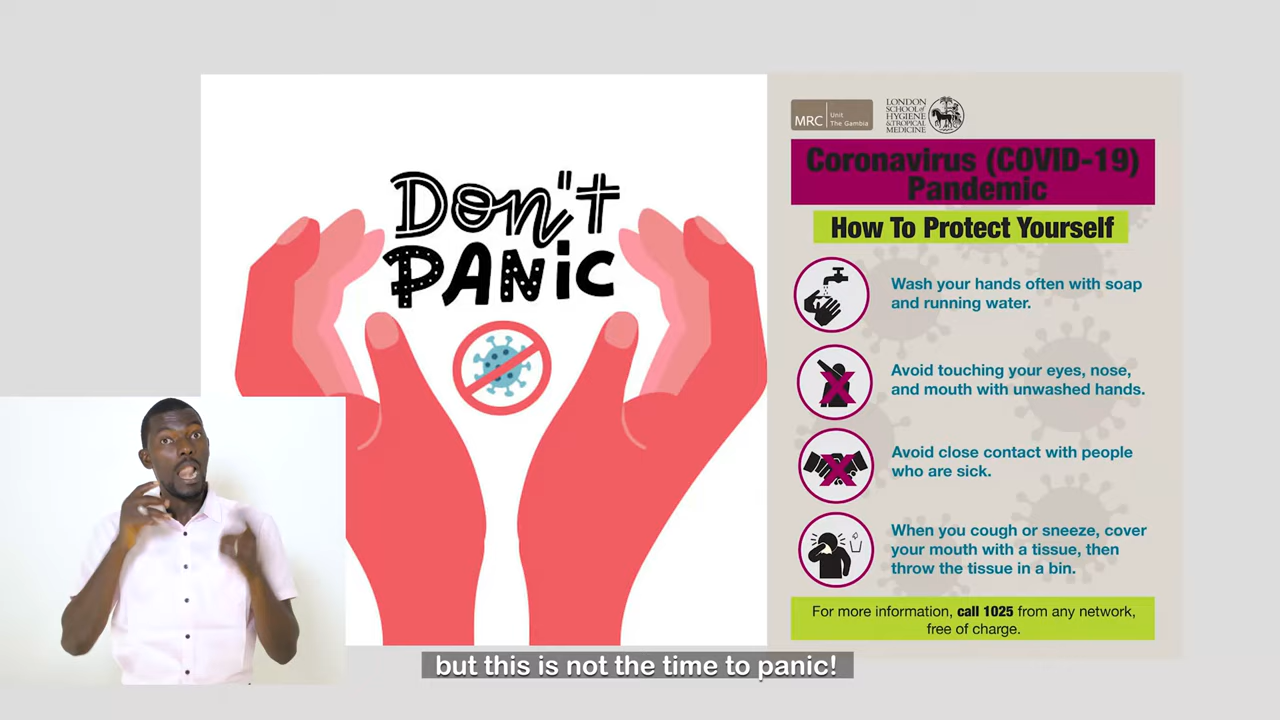 Don't
PANIC
MRC
Unit
The Gambia
LONDON
SCHOOL of
HYGIENE
& TROPICAL
MEDICINE
Coronavirus (COVID-19)
Pandemic
How To Protect Yourself
Wash your hands often with soap
and running water.
Avoid touching your eyes, nose,
and mouth with unwashed hands.
Avoid close contact with people
who are sick.
When you cough or sneeze, cover
your mouth with a tissue, then
throw the tissue in a bin.
For more information, call 1025 from any network,
free of charge.
but this is not the time to panic!